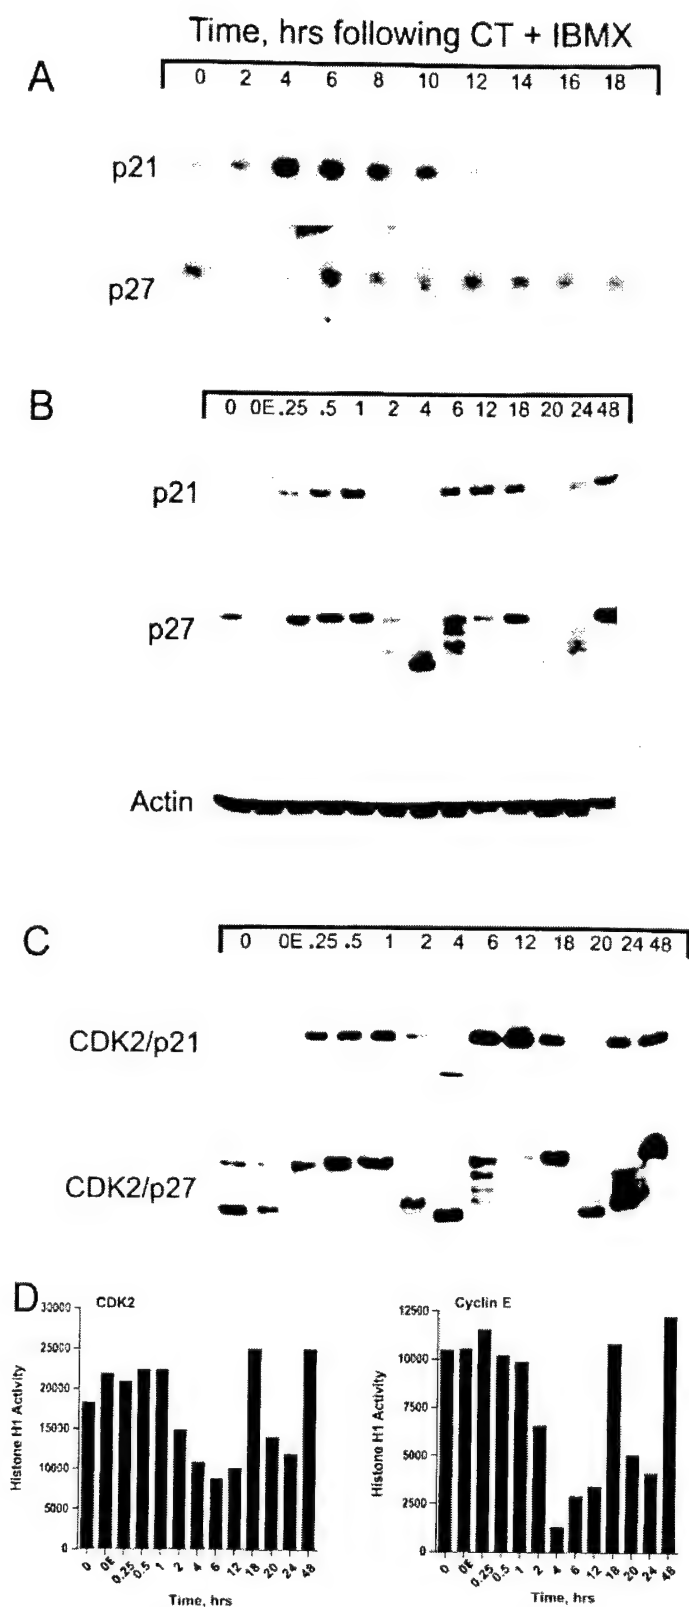 Time, hrs following CT + IBMX
A
0 2 4 6 8 10 12 14 16 18
p21
p27
B
0 0E .25 .5 1 2 4 6 12 18 20 24 48
p21
p27
Actin
C
0 0E .25 .5 1 2 4 6 12 18 20 24 48
CDK2/p21
CDK2/p27
D
CDK2
Histone H1 Activity
30000
25000
20000
15000
10000
5000
0
0 0E 0.25 0.5 1 2 4 6 12 18 20 24 48
Time, hrs
Cyclin E
Histone H1 Activity
12500
10000
7500
5000
2500
0
0 0E 0.25 0.5 1 2 4 6 12 18 20 24 48
Time, hrs